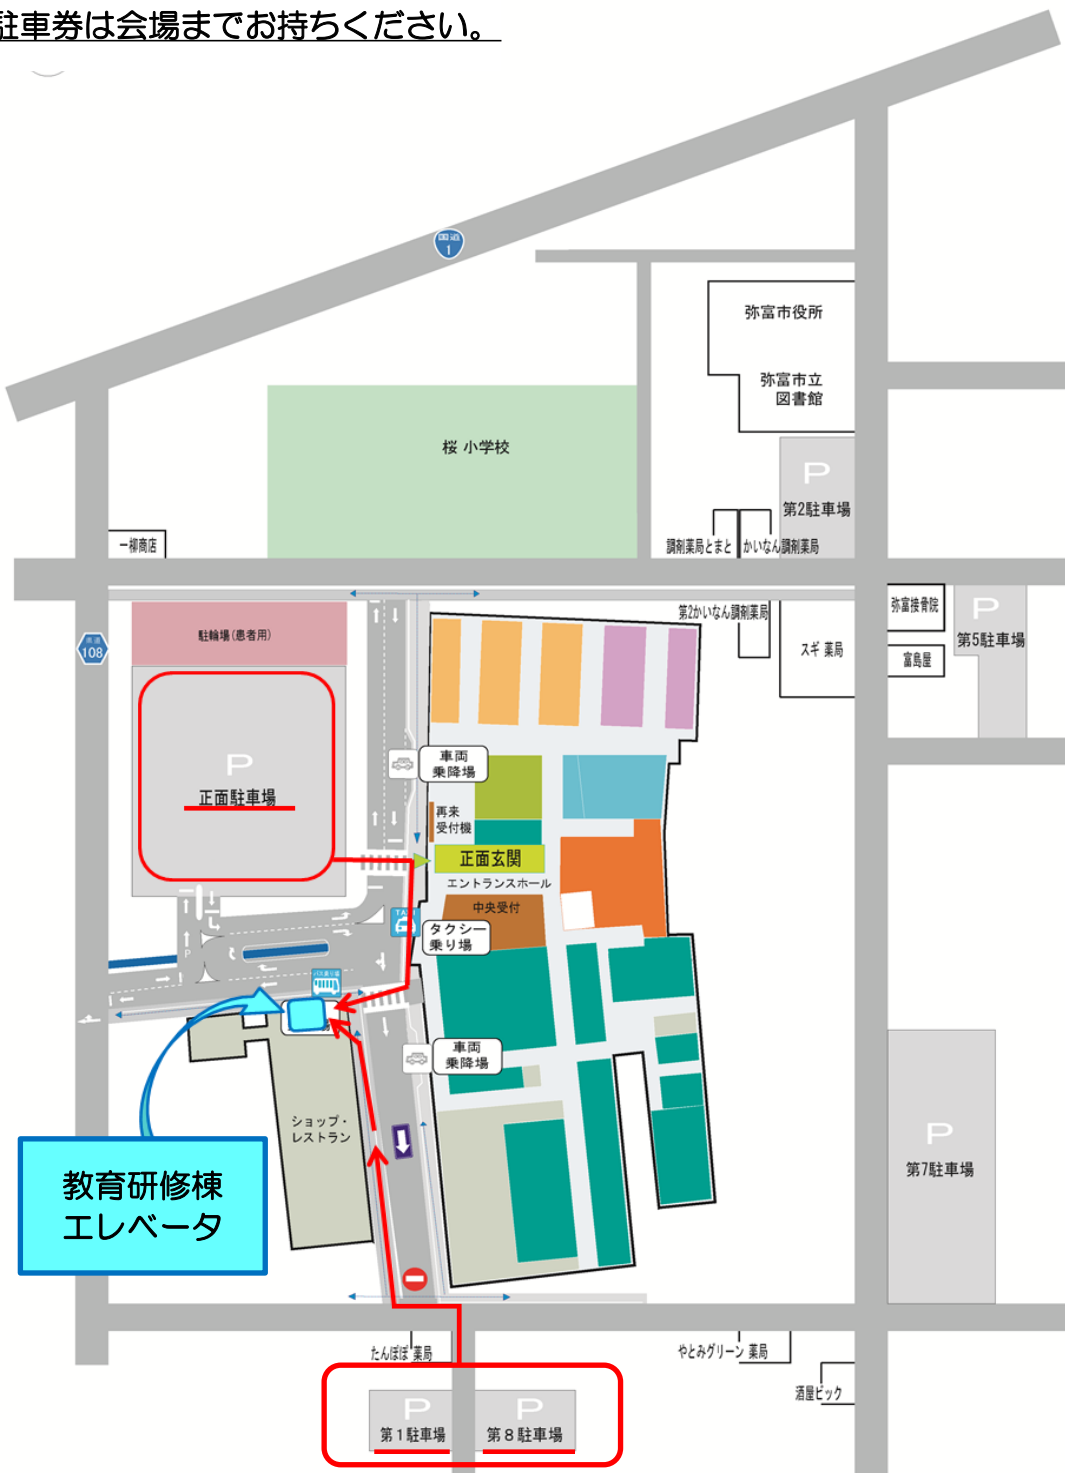 駐車券は会場までお持ちください。
国道
1
弥富市役所
弥富市立
図書館
桜 小学校
P
第2駐車場
一柳商店
調剤薬局とまと
かいなん調剤薬局
第2かいなん調剤薬局
弥富接骨院
P
第5駐車場
富島屋
スギ 薬局
駐輪場(患者用)
県道
108
P
正面駐車場
車両
乗降場
再来
受付機
正面玄関
エントランスホール
中央受付
TAXI
タクシー
乗り場
バス乗り場
P
車両
乗降場
ショップ・
レストラン
教育研修棟
エレベータ
P
第7駐車場
たんぽぽ 薬局
やとみグリーン 薬局
酒屋ビック
P
第1駐車場
P
第8駐車場